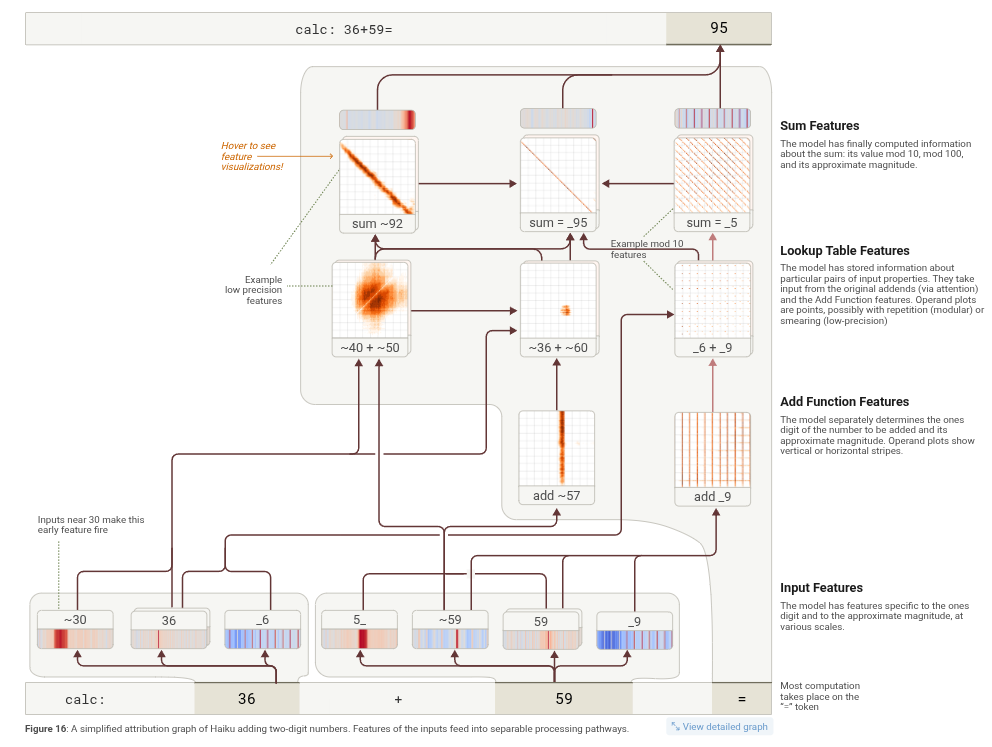 calc: 36+59=
95
Hover to see
feature
visualizations!
sum ~92
sum = _95
sum = _5
Sum Features
The model has finally computed information
about the sum: its value mod 10, mod 100,
and its approximate magnitude.
Example mod 10
features
Example
low precision
features
~40 + ~50
~36 + ~60
_6 + _9
Lookup Table Features
The model has stored information about
particular pairs of input properties. They take
input from the original addends (via attention)
and the Add Function features. Operand plots
are points, possibly with repetition (modular) or
smearing (low-precision)
add ~57
add _9
Add Function Features
The model separately determines the ones
digit of the number to be added and its
approximate magnitude. Operand plots show
vertical or horizontal stripes.
Inputs near 30 make this
early feature fire
~30
36
_6
5_
~59
59
_9
Input Features
The model has features specific to the ones
digit and to the approximate magnitude, at
various scales.
calc:
36
+
59
=
Most computation
takes place on the
"=" token
Figure 16: A simplified attribution graph of Haiku adding two-digit numbers. Features of the inputs feed into separable processing pathways.
View detailed graph